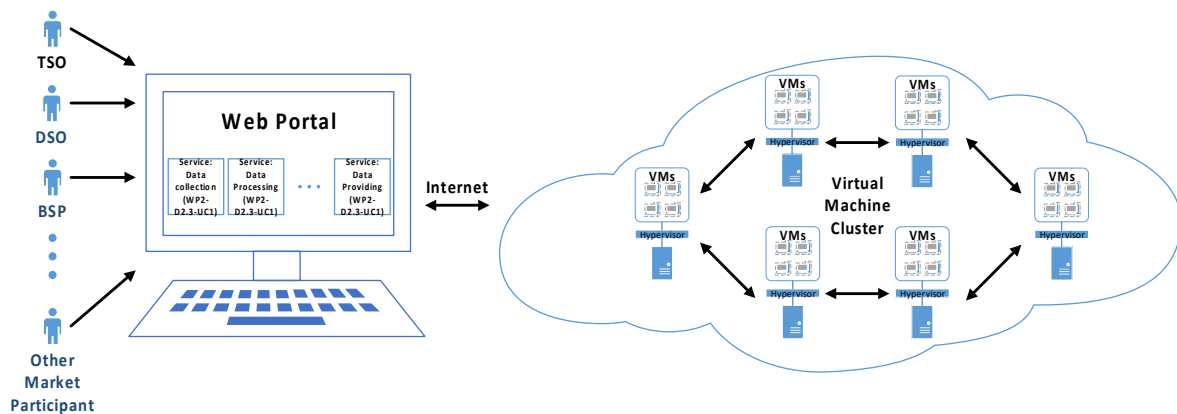 TSO
DSO
BSP
Other
Market
Participant
Web Portal
Service:
Data
collection
(WP2-
D2.3-UC1)
Service:
Data
Processing
(WP2-
D2.3-UC1)
Service:
Data
Providing
(WP2-
D2.3-UC1)
Internet
VMs
Hypervisor
VMs
Hypervisor
VMs
Hypervisor
Virtual
Machine
Cluster
VMs
Hypervisor
VMs
Hypervisor
VMs
Hypervisor